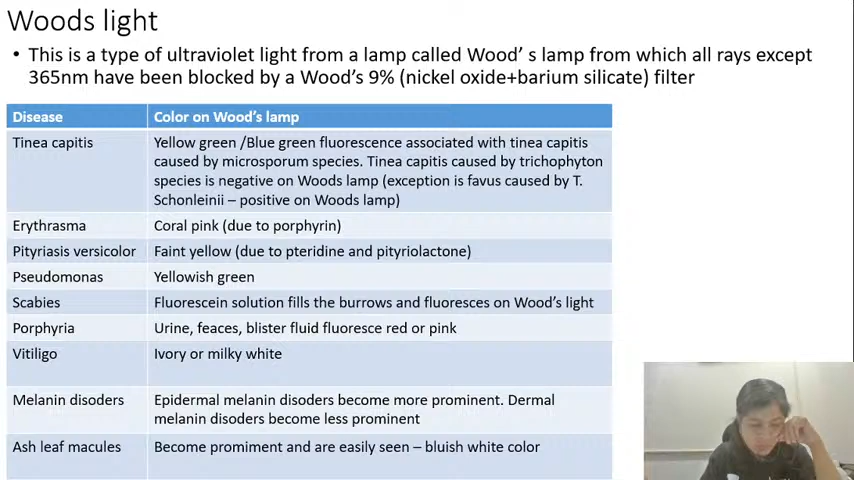 Woods light
• This is a type of ultraviolet light from a lamp called Wood' s lamp from which all rays except
365nm have been blocked by a Wood's 9% (nickel oxide+barium silicate) filter
Disease Color on Wood's lamp
Tinea capitis Yellow green /Blue green fluorescence associated with tinea capitis
caused by microsporum species. Tinea capitis caused by trichophyton
species is negative on Woods lamp (exception is favus caused by T.
Schonleinii – positive on Woods lamp)
Erythrasma Coral pink (due to porphyrin)
Pityriasis versicolor Faint yellow (due to pteridine and pityriolactone)
Pseudomonas Yellowish green
Scabies Fluorescein solution fills the burrows and fluoresces on Wood's light
Porphyria Urine, feaces, blister fluid fluoresce red or pink
Vitiligo Ivory or milky white
Melanin disoders Epidermal melanin disoders become more prominent. Dermal
melanin disoders become less prominent
Ash leaf macules Become promiment and are easily seen – bluish white color